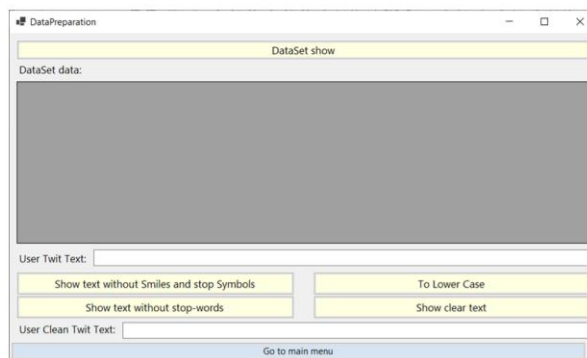 DataPreparation
DataSet show
DataSet data:
User Twit Text:
Show text without Smiles and stop Symbols To Lower Case
Show text without stop-words Show clear text
User Clean Twit Text:
Go to main menu